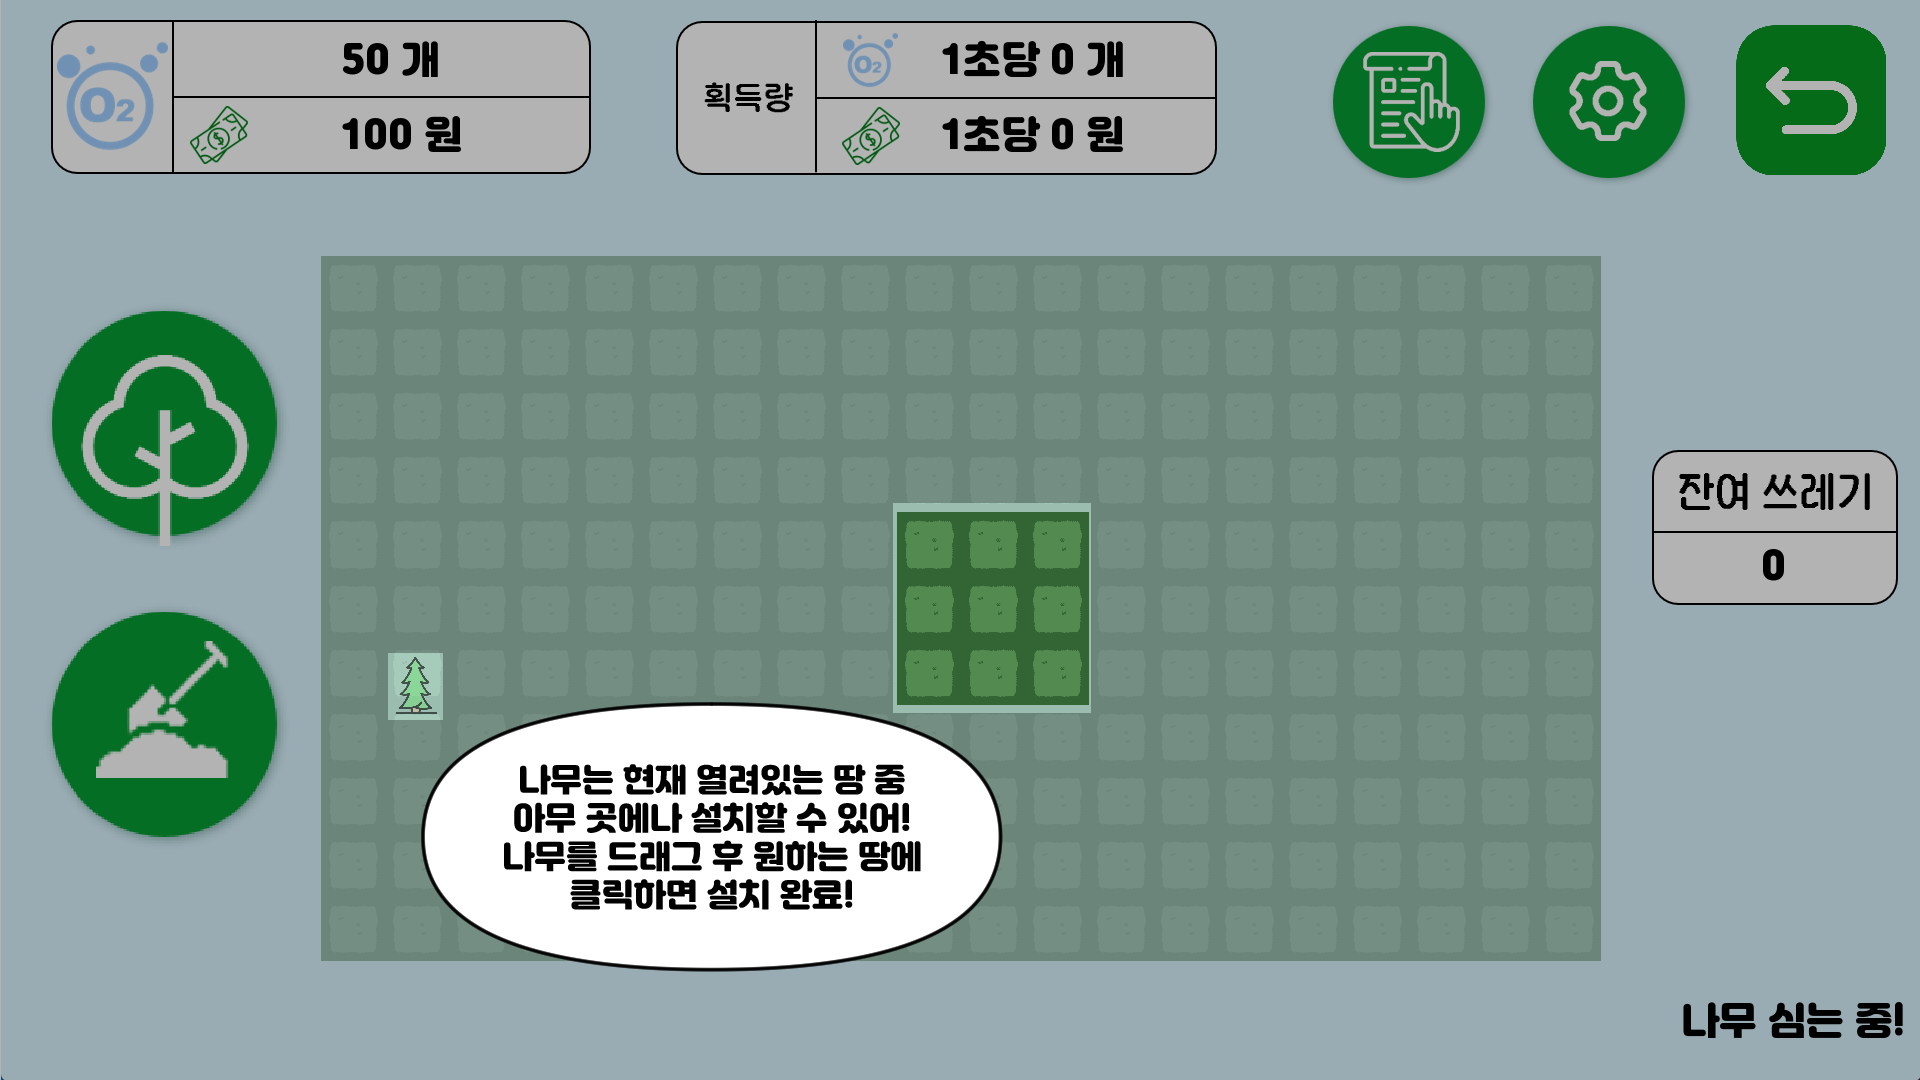 O2
50 개
100 원
획득량
O2
1초당 0 개
1초당 0 원
잔여 쓰레기
0
나무는 현재 열려있는 땅 중
아무 곳에나 설치할 수 있어!
나무를 드래그 후 원하는 땅에
클릭하면 설치 완료!
나무 심는 중!